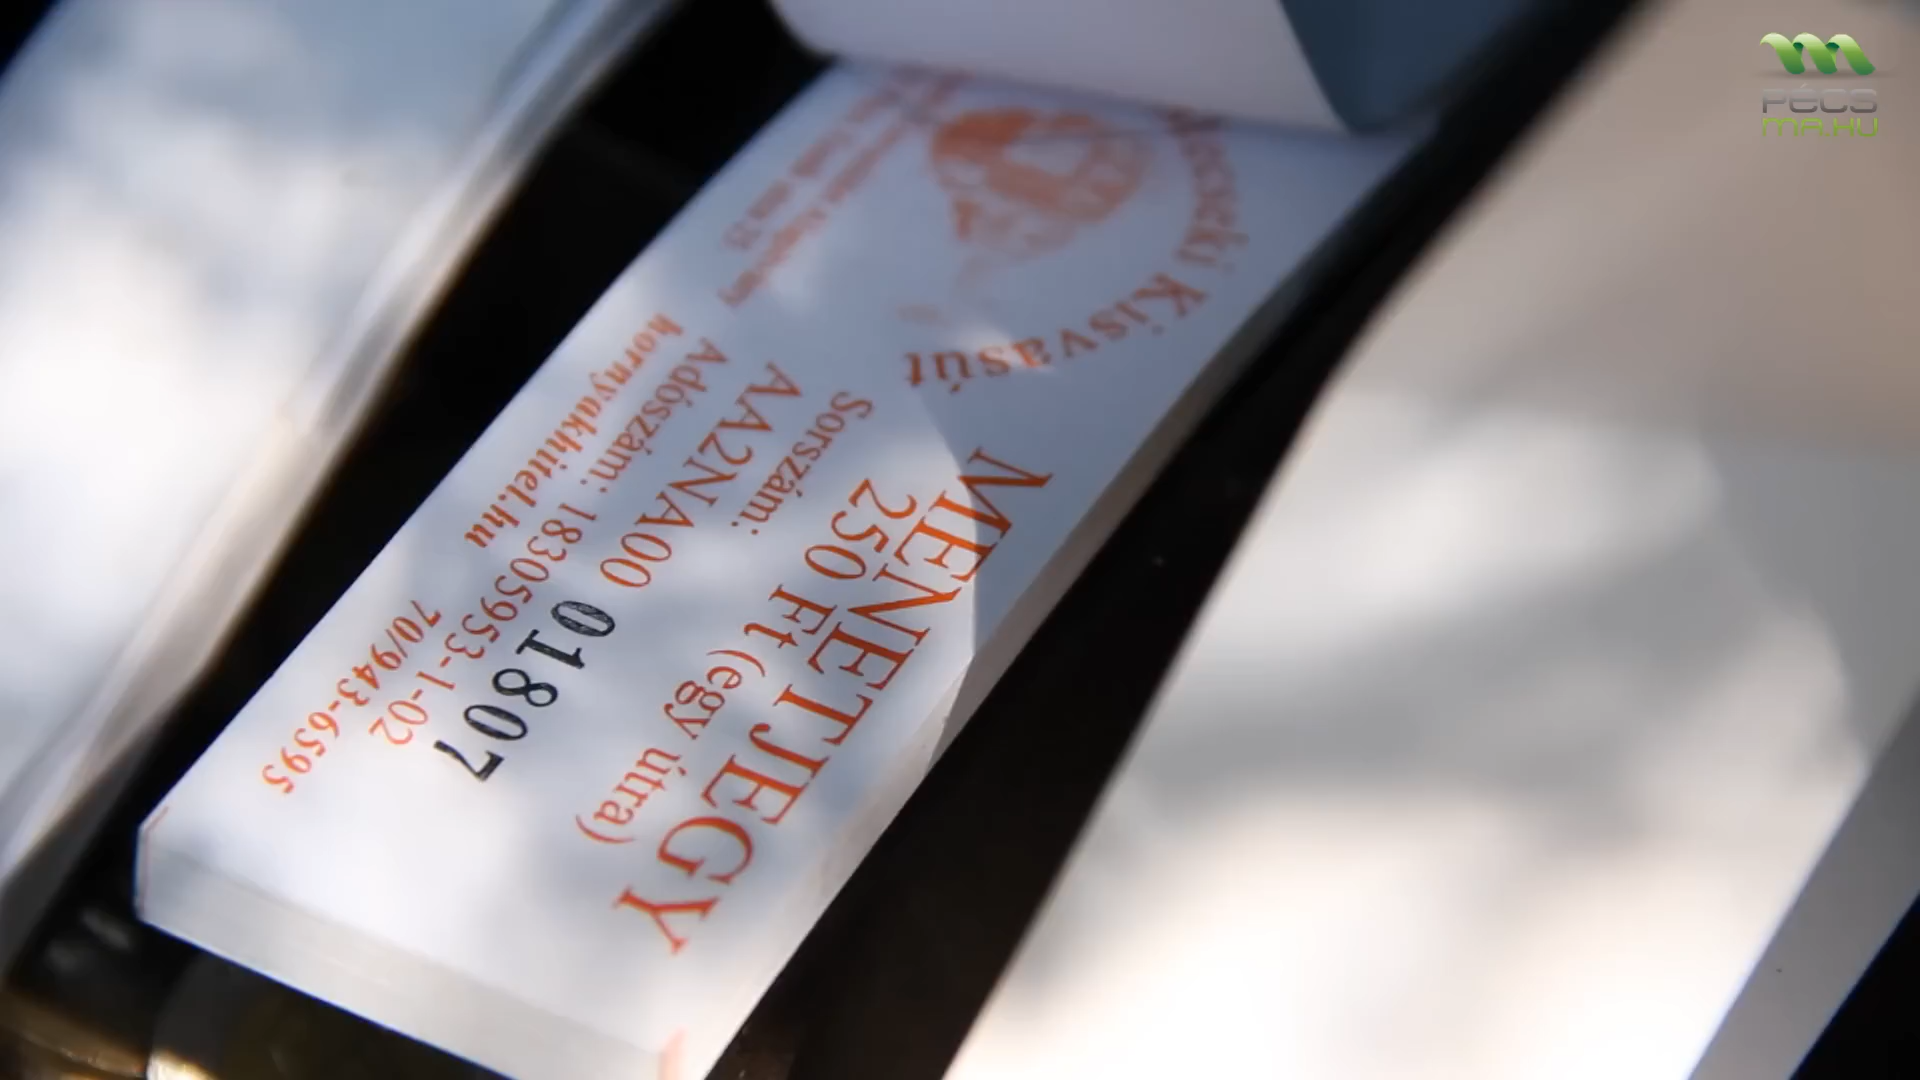 Kisvasút
MENETJEGY
250 Ft (egy útra)
Sorszám:
AA2NA00 01807
Adószám: 18305953-1-02
hornyakhitel.hu
70/943-6595
PÉCS
MA.HU